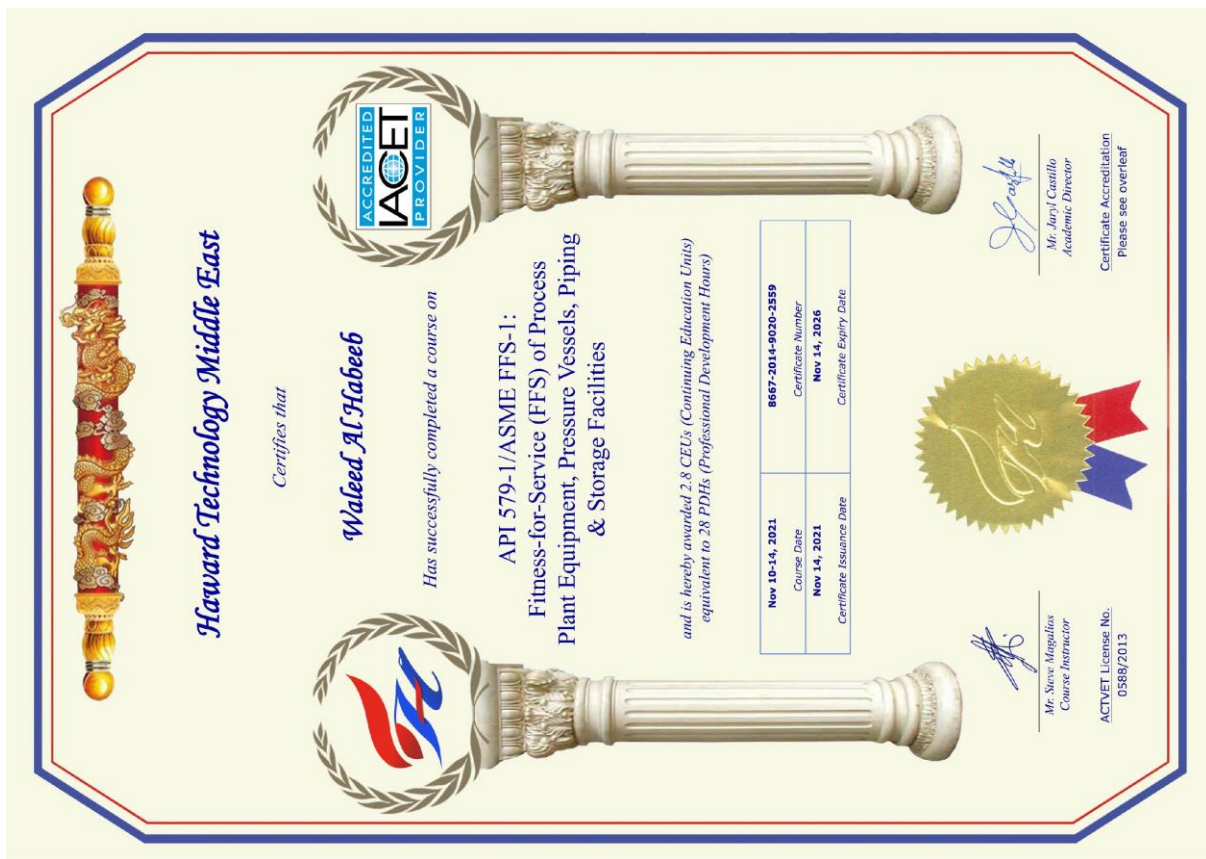 Haward Technology Middle East
Certifies that
Waleed Al Habeeb
Has successfully completed a course on
API 579-1/ASME FFS-1:
Fitness-for-Service (FFS) of Process
Plant Equipment, Pressure Vessels, Piping
& Storage Facilities
and is hereby awarded 2.8 CEUs (Continuing Education Units)
equivalent to 28 PDHs (Professional Development Hours)
ACCREDITED
IACET
PROVIDER
Nov 10-14, 2021
Course Date
8667-2014-9020-2559
Certificate Number
Nov 14, 2021
Certificate Issuance Date
Nov 14, 2026
Certificate Expiry Date
Mr. Steve Magalios
Course Instructor
ACTVET License No.
0588/2013
Mr. Jaryl Castillo
Academic Director
Certificate Accreditation
Please see overleaf